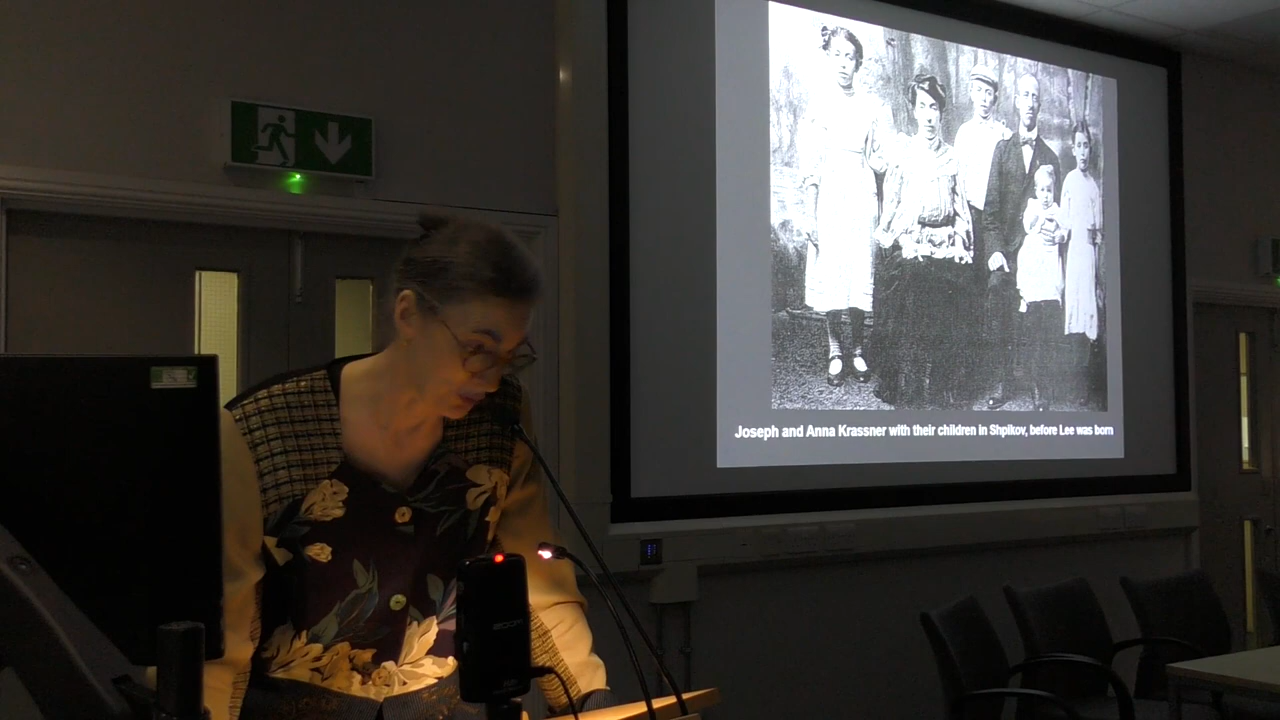 Joseph and Anna Krassner with their children in Shpikov, before Lee was born
zoom